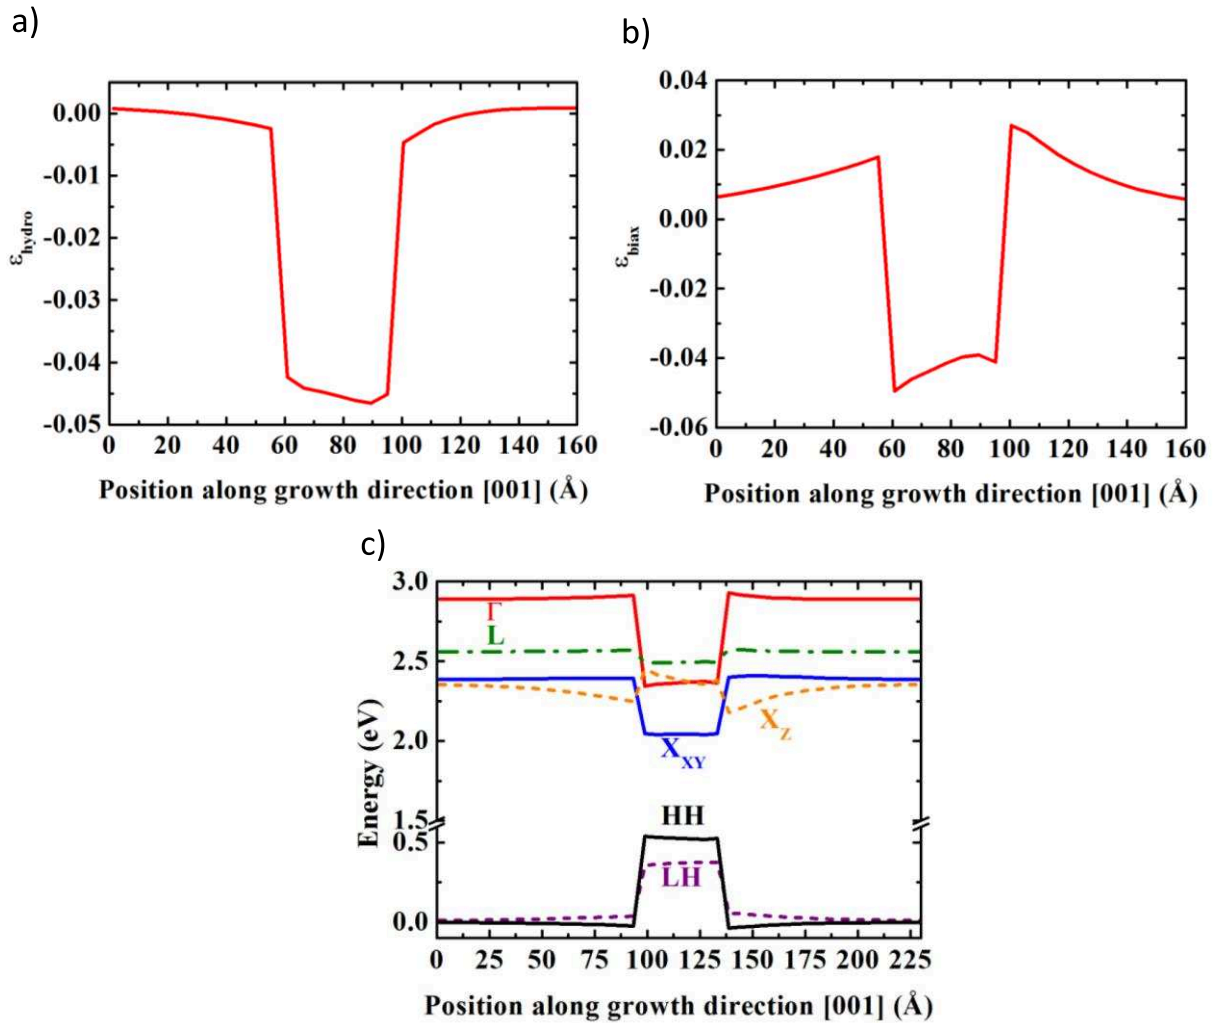 a)
b)
0.00
-0.01
-0.02
-0.03
-0.04
-0.05
εhydro
0 20 40 60 80 100 120 140 160
Position along growth direction [001] (Å)
0.04
0.02
0.00
-0.02
-0.04
-0.06
εbiax
0 20 40 60 80 100 120 140 160
Position along growth direction [001] (Å)
c)
3.0
2.5
2.0
1.5
0.5
0.0
Energy (eV)
Γ
L
XZ
XXY
HH
LH
0 25 50 75 100 125 150 175 200 225
Position along growth direction [001] (Å)